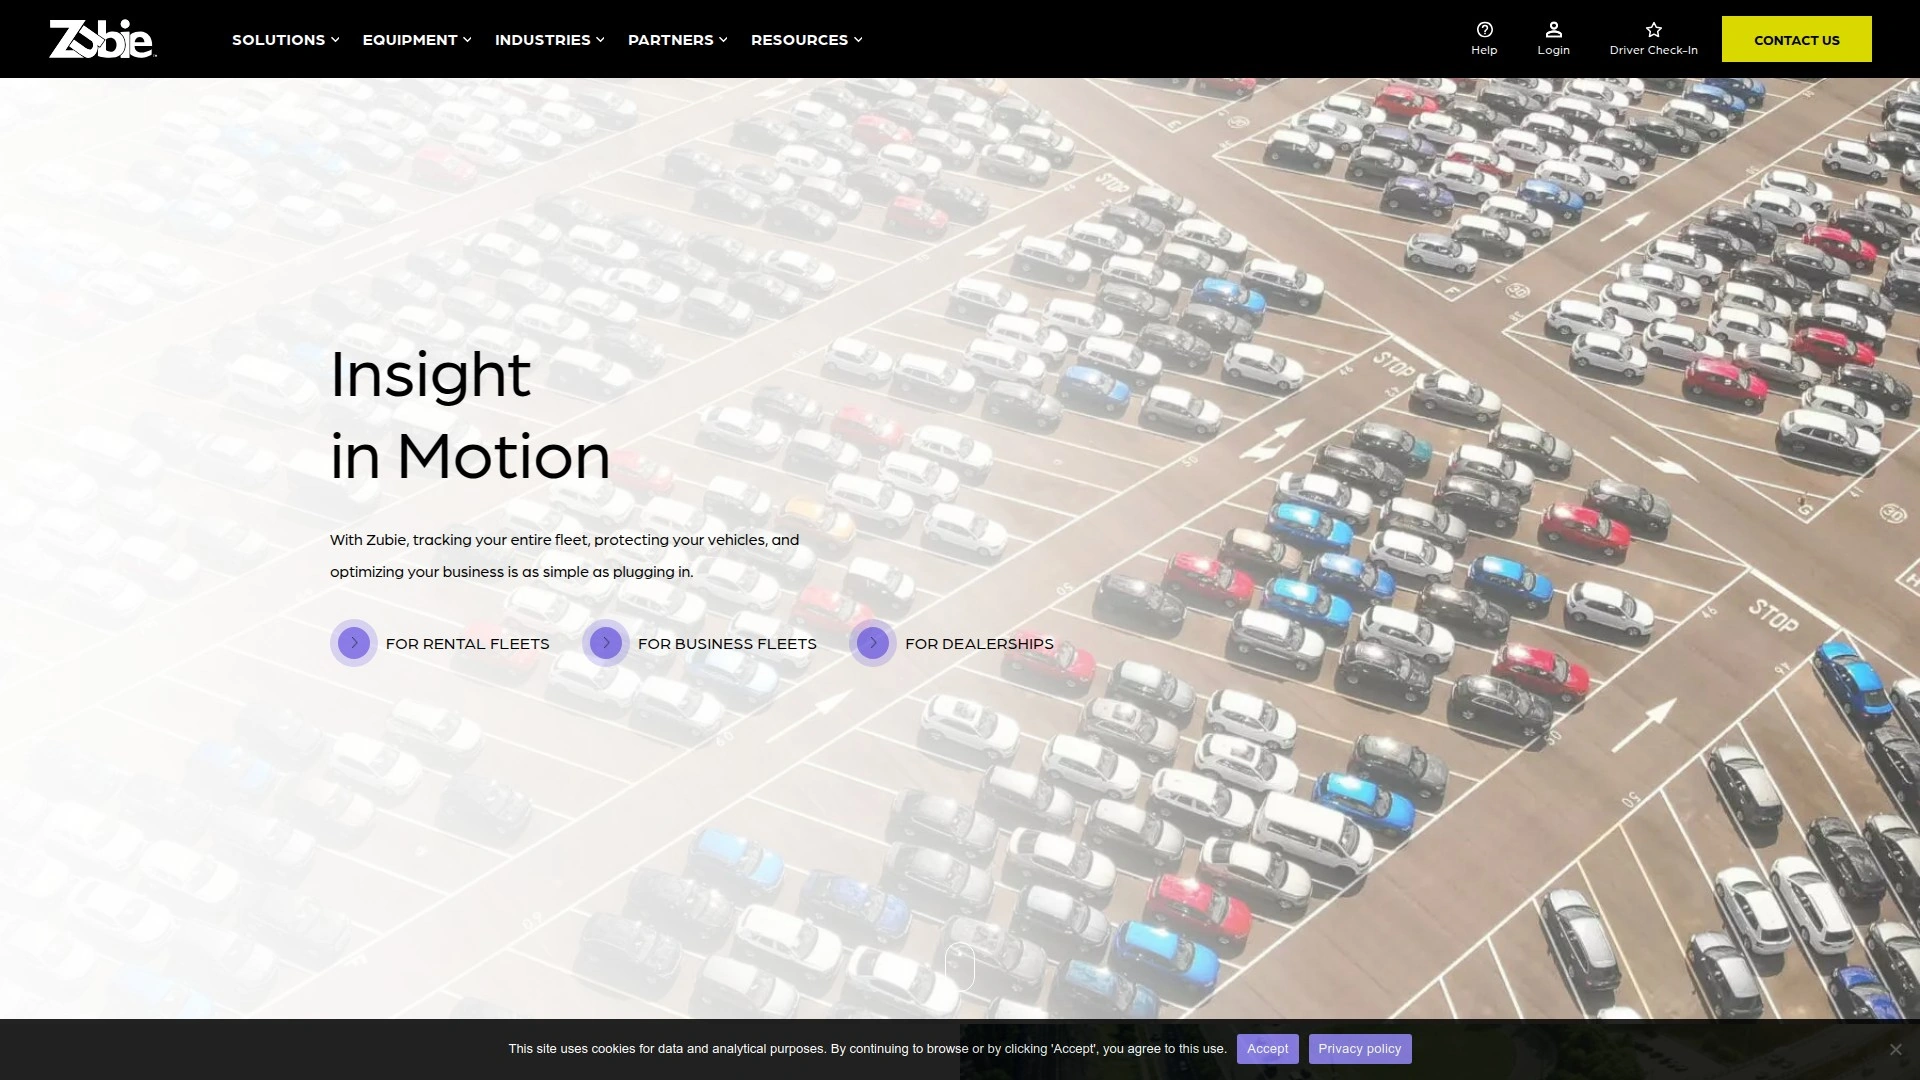 Zubie
SOLUTIONS
EQUIPMENT
INDUSTRIES
PARTNERS
RESOURCES
Help
Login
Driver Check-In
CONTACT US
STOP
STOP
STOP
Insight
in Motion
With Zubie, tracking your entire fleet, protecting your vehicles, and
optimizing your business is as simple as plugging in.
FOR RENTAL FLEETS
FOR BUSINESS FLEETS
FOR DEALERSHIPS
This site uses cookies for data and analytical purposes. By continuing to browse or by clicking 'Accept', you agree to this use.
Accept
Privacy policy